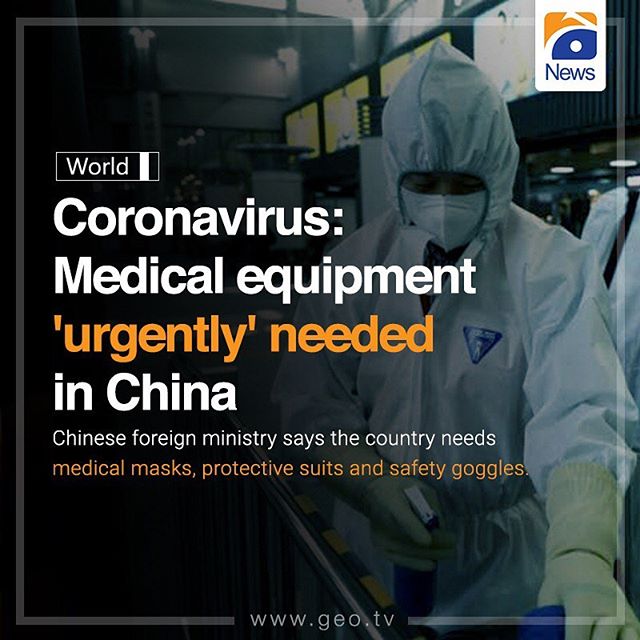 News
World
Coronavirus:
Medical equipment
'urgently' needed
in China
Chinese foreign ministry says the country needs
medical masks, protective suits and safety goggles.
www.geo.tv